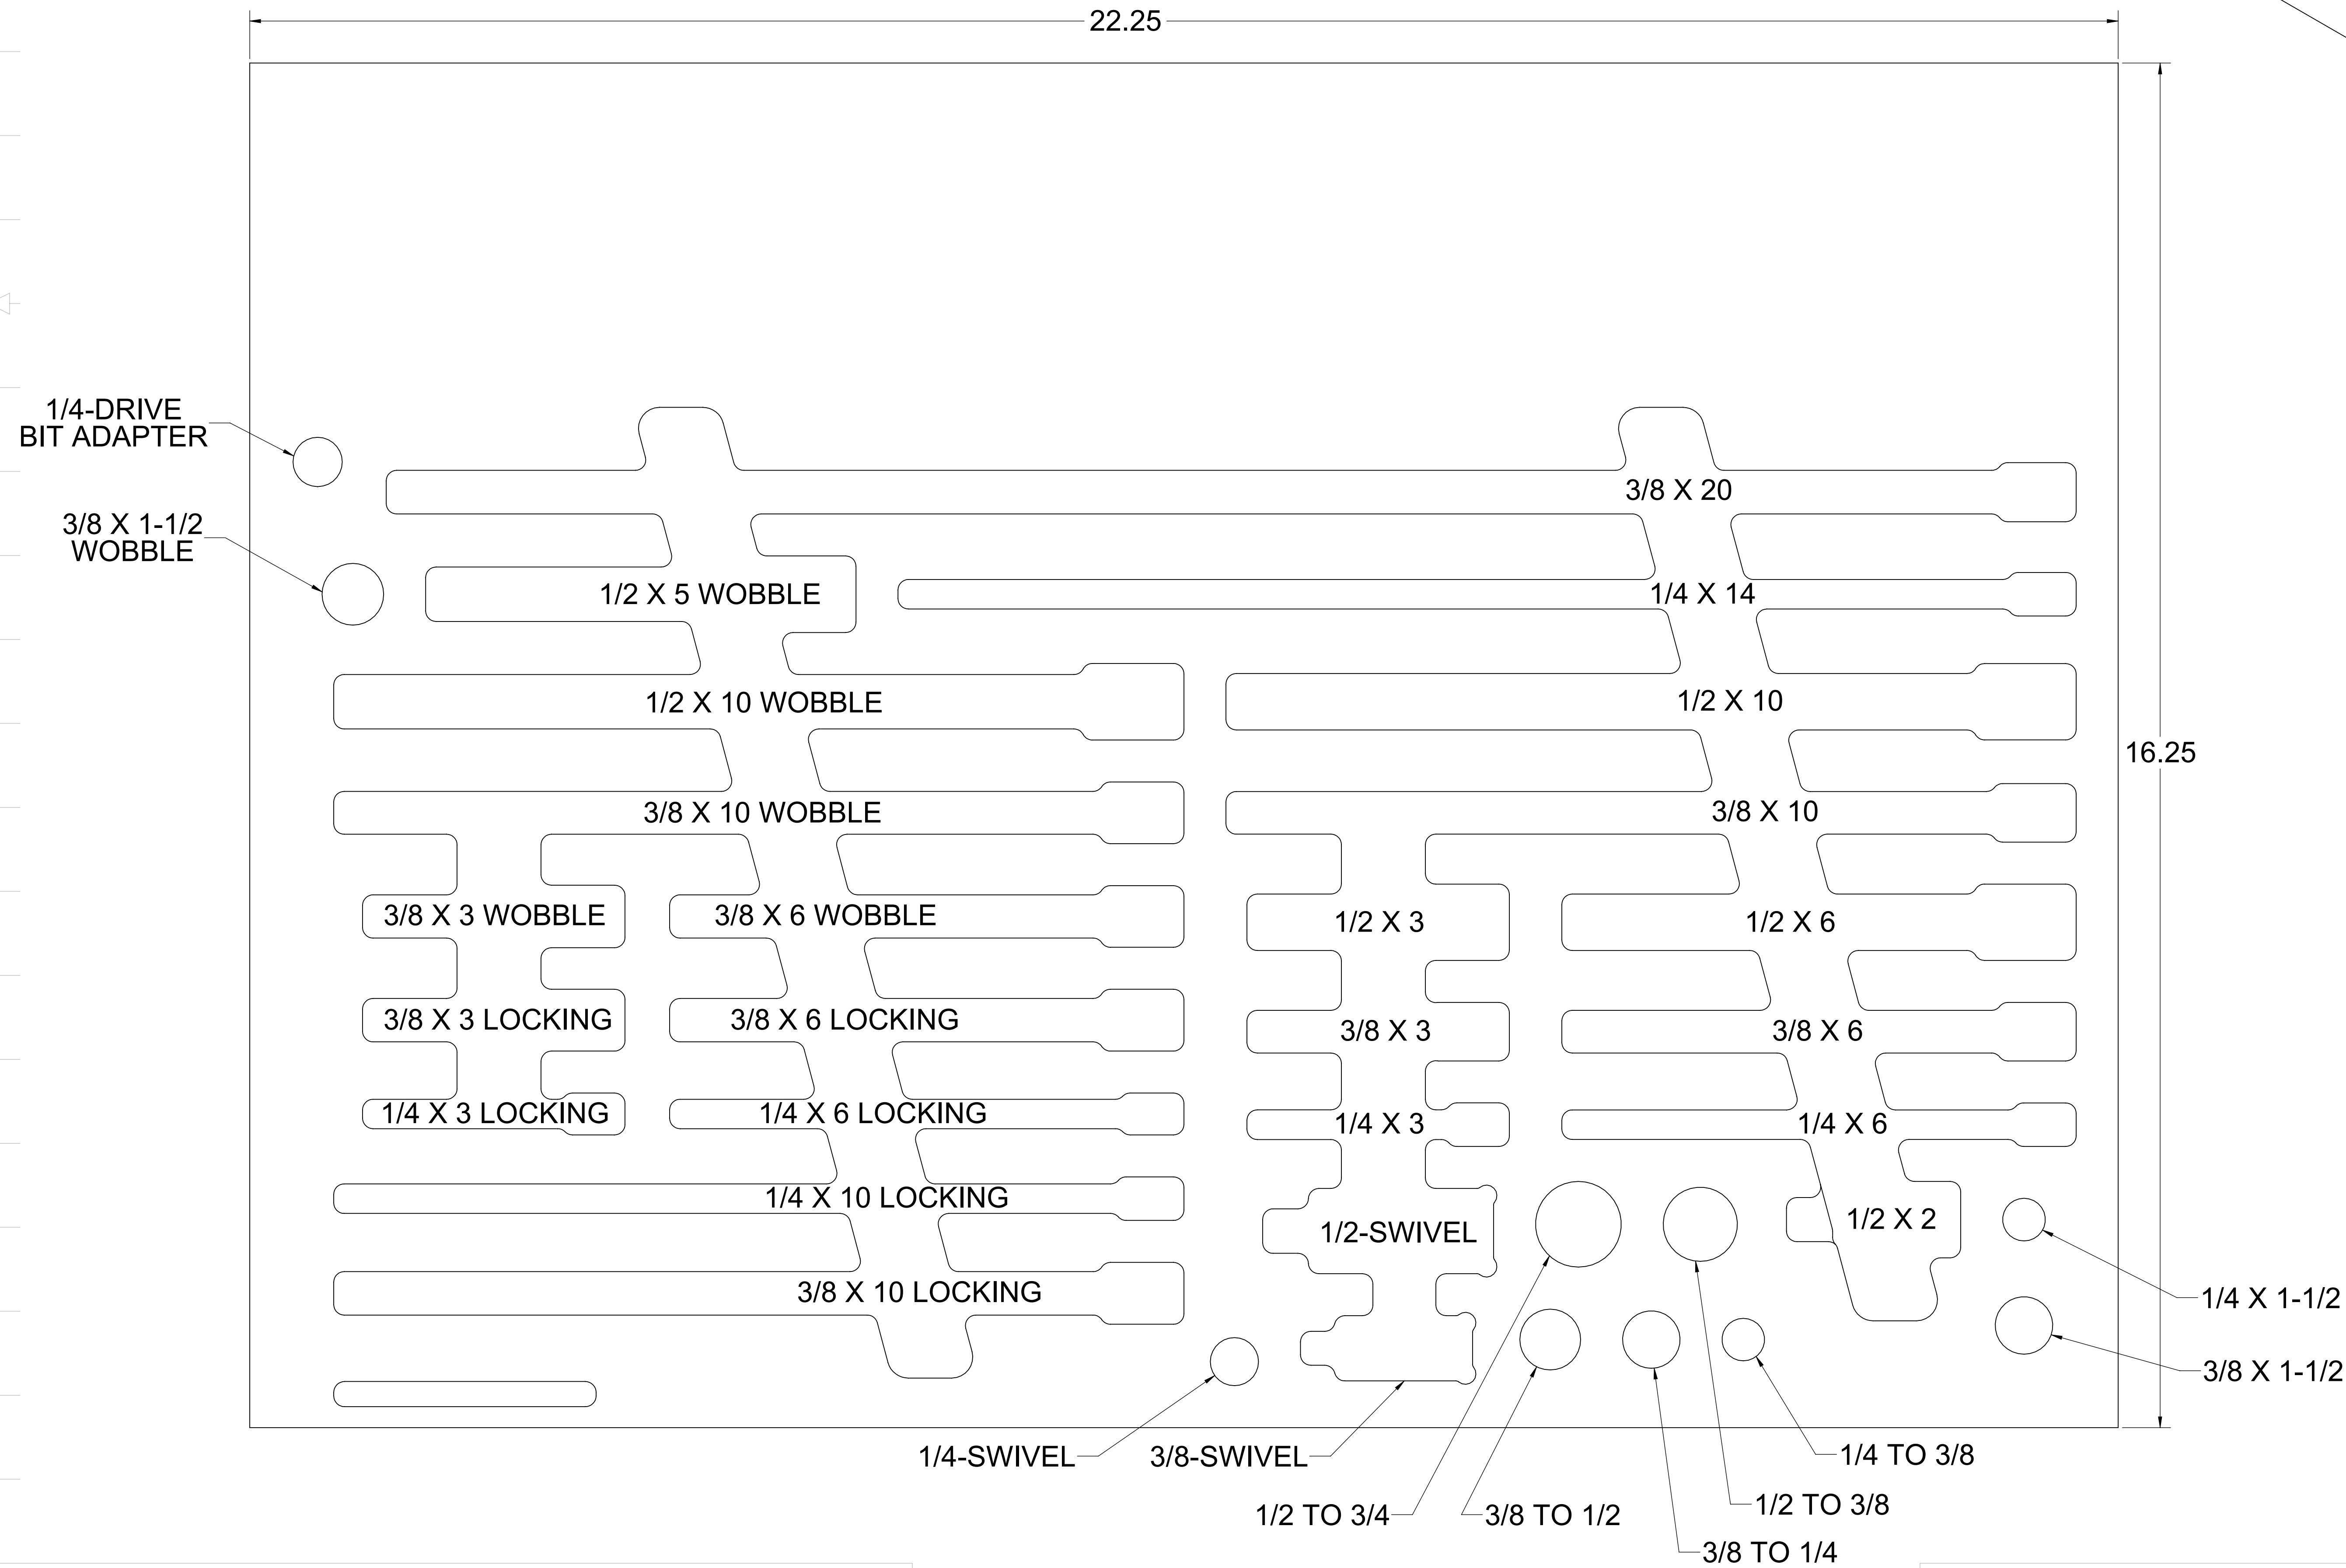 22.25
1/4-DRIVE
BIT ADAPTER
3/8 X 20
3/8 X 1-1/2
WOBBLE
1/2 X 5 WOBBLE
1/4 X 14
1/2 X 10 WOBBLE
1/2 X 10
16.25
3/8 X 10 WOBBLE
3/8 X 10
3/8 X 3 WOBBLE
3/8 X 6 WOBBLE
1/2 X 3
1/2 X 6
3/8 X 3 LOCKING
3/8 X 6 LOCKING
3/8 X 3
3/8 X 6
1/4 X 3 LOCKING
1/4 X 6 LOCKING
1/4 X 3
1/4 X 6
1/4 X 10 LOCKING
1/2-SWIVEL
1/2 X 2
3/8 X 10 LOCKING
1/4 X 1-1/2
3/8 X 1-1/2
1/4-SWIVEL
3/8-SWIVEL
1/4 TO 3/8
1/2 TO 3/4
3/8 TO 1/2
1/2 TO 3/8
3/8 TO 1/4